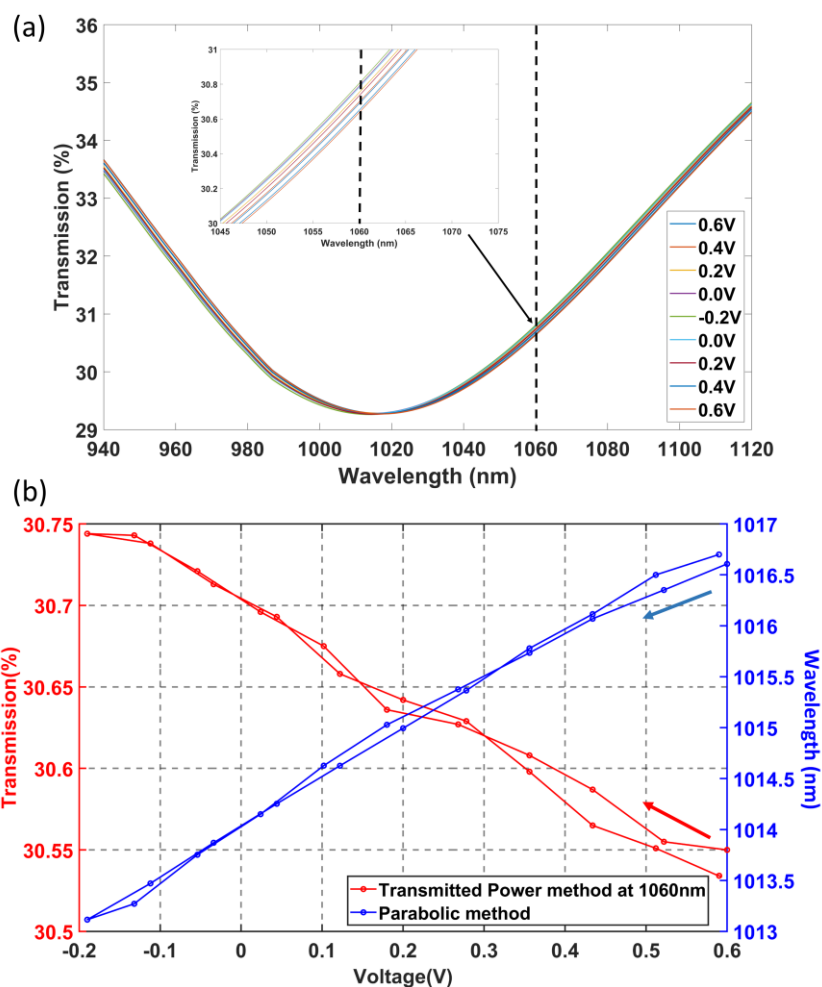 (a)
36
35
34
33
32
31
30
29
Transmission (%)
31
30.8
30.6
30.4
30.2
30
Transmission (%)
1045 1050 1055 1060 1065 1070 1075
Wavelength (nm)
0.6V
0.4V
0.2V
0.0V
-0.2V
0.0V
0.2V
0.4V
0.6V
940 960 980 1000 1020 1040 1060 1080 1100 1120
Wavelength (nm)
(b)
30.75
30.7
30.65
30.6
30.55
30.5
Transmission(%)
1017
1016.5
1016
1015.5
1015
1014.5
1014
1013.5
1013
Wavelength (nm)
Transmitted Power method at 1060nm
Parabolic method
-0.2 -0.1 0 0.1 0.2 0.3 0.4 0.5 0.6
Voltage(V)